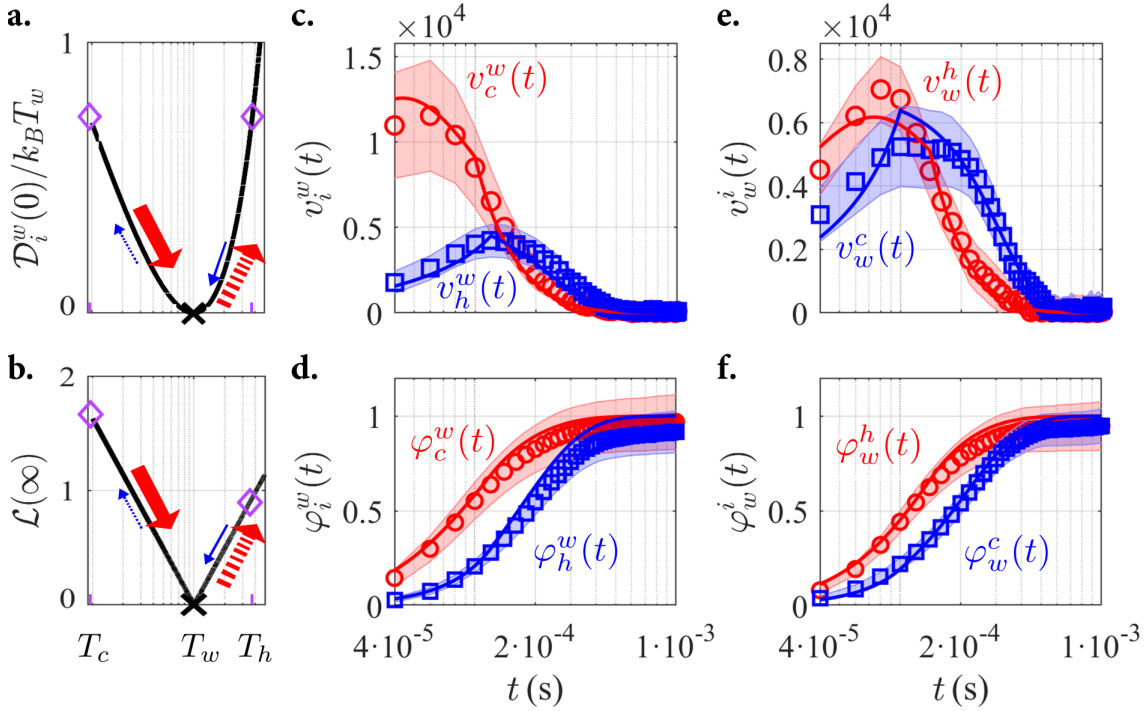 a.
1
0
𝒟_i^w(0)/k_B T_w
b.
2
1
0
ℒ(∞)
T_c T_w T_h
c.
×10^4
1.5
1
0.5
0
v_i^w(t)
v_c^w(t)
v_h^w(t)
d.
1
0.5
0
φ_i^w(t)
φ_c^w(t)
φ_h^w(t)
4·10^-5 2·10^-4 1·10^-3
t (s)
e.
×10^4
0.8
0.6
0.4
0.2
0
v_w^i(t)
v_w^h(t)
v_w^c(t)
f.
1
0.5
0
φ_w^i(t)
φ_w^h(t)
φ_w^c(t)
4·10^-5 2·10^-4 1·10^-3
t (s)